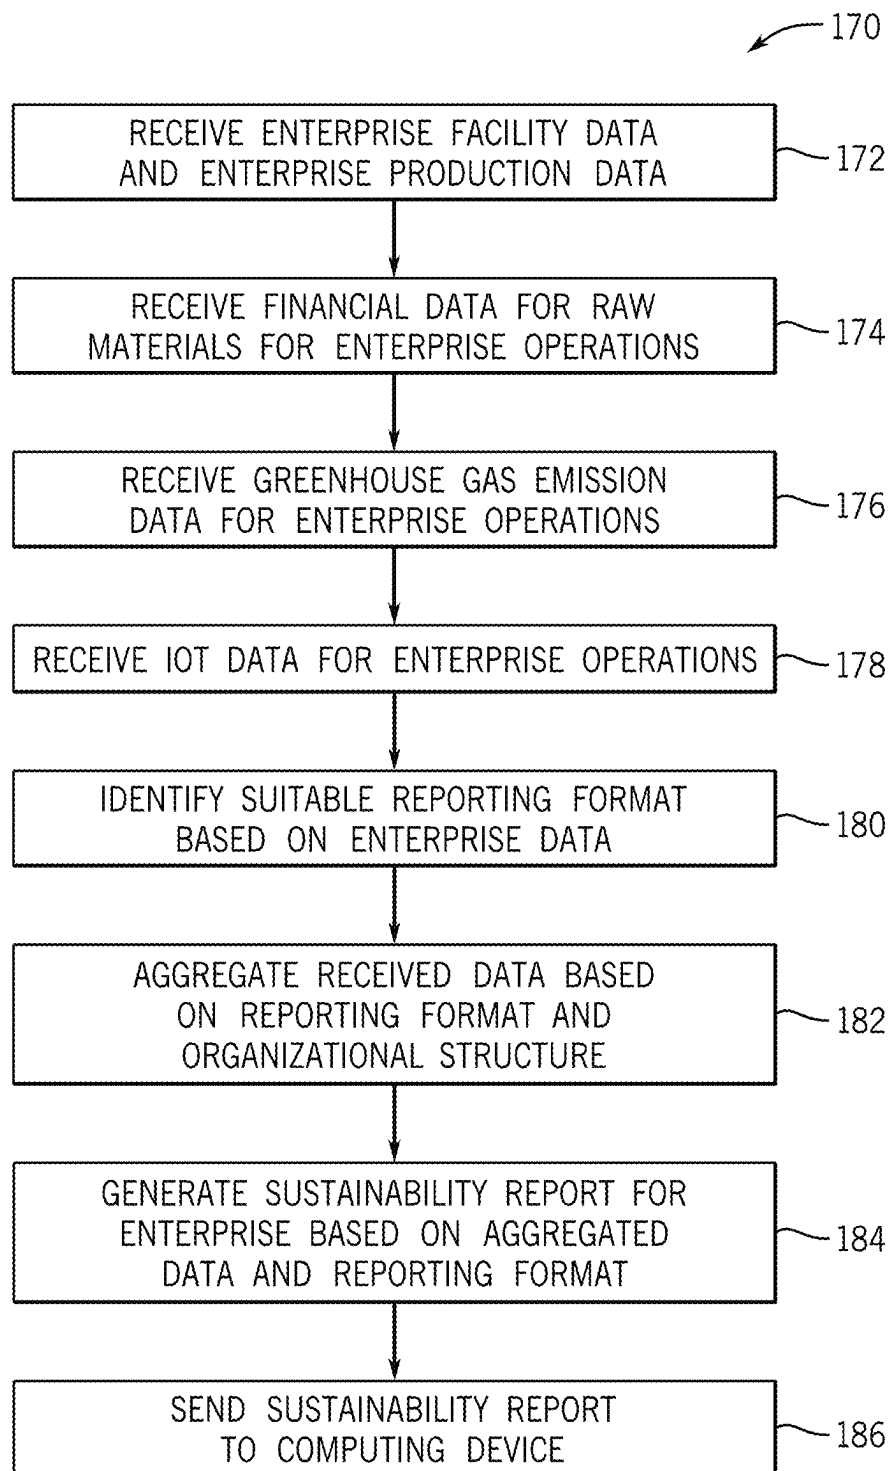 170
RECEIVE ENTERPRISE FACILITY DATA
AND ENTERPRISE PRODUCTION DATA
172
RECEIVE FINANCIAL DATA FOR RAW
MATERIALS FOR ENTERPRISE OPERATIONS
174
RECEIVE GREENHOUSE GAS EMISSION
DATA FOR ENTERPRISE OPERATIONS
176
RECEIVE IOT DATA FOR ENTERPRISE OPERATIONS
178
IDENTIFY SUITABLE REPORTING FORMAT
BASED ON ENTERPRISE DATA
180
AGGREGATE RECEIVED DATA BASED
ON REPORTING FORMAT AND
ORGANIZATIONAL STRUCTURE
182
GENERATE SUSTAINABILITY REPORT FOR
ENTERPRISE BASED ON AGGREGATED
DATA AND REPORTING FORMAT
184
SEND SUSTAINABILITY REPORT
TO COMPUTING DEVICE
186